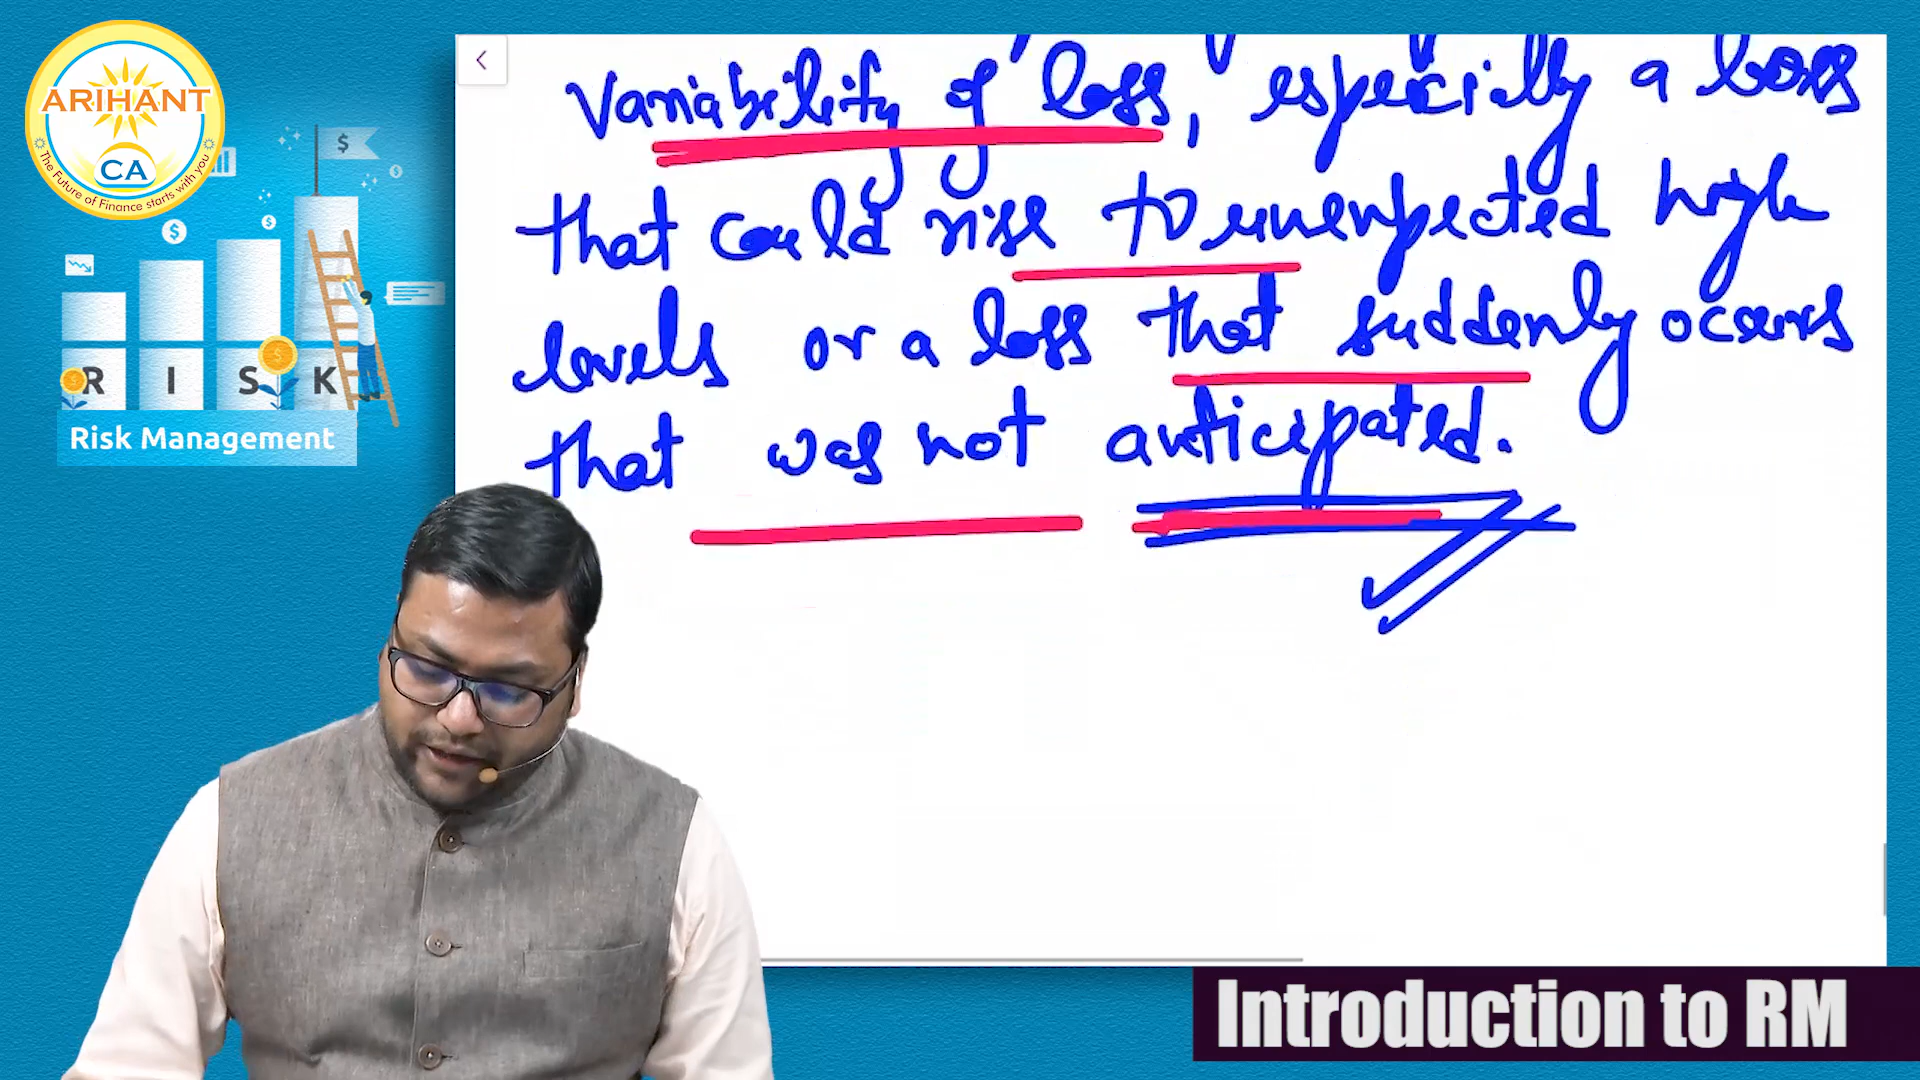 ARIHANT
CA
The Future of Finance starts with you
R I S K
Risk Management
Variability of loss, especially a loss
that could rise to unexpected high
levels or a loss that suddenly occurs
that was not anticipated.
Introduction to RM